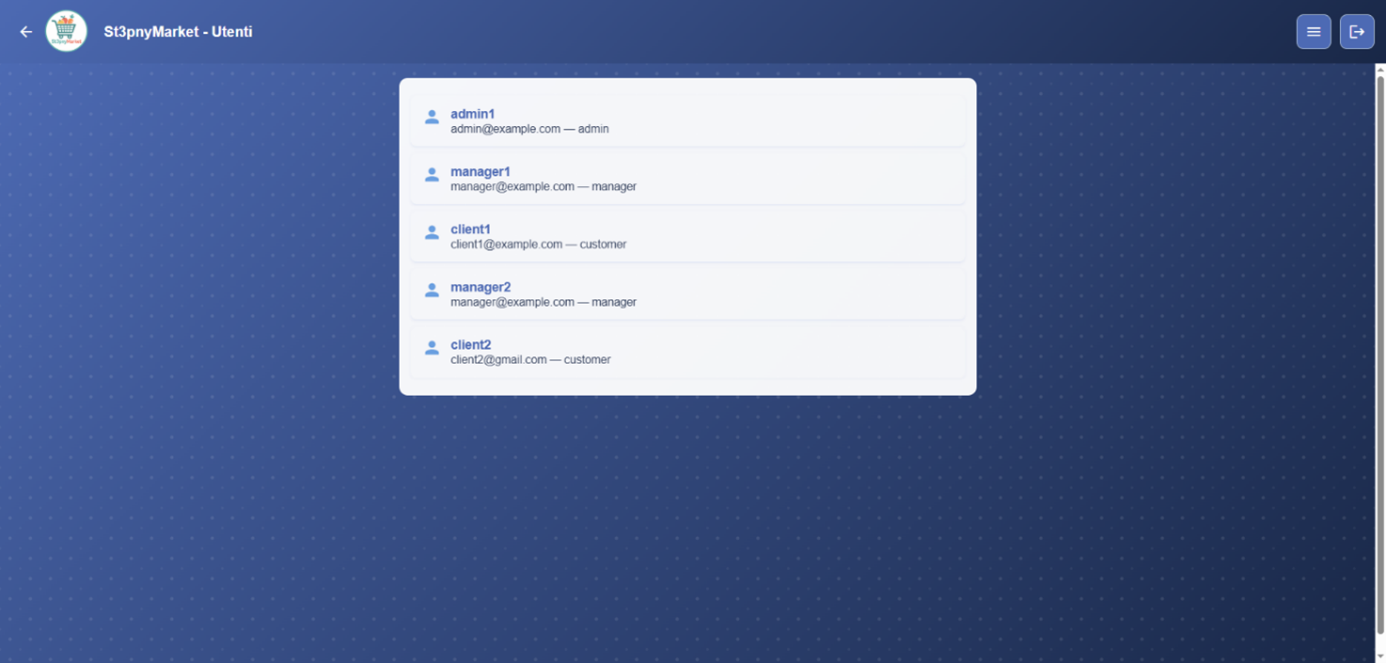 St3pnyMarket
St3pnyMarket - Utenti
admin1
admin@example.com — admin
manager1
manager@example.com — manager
client1
client1@example.com — customer
manager2
manager@example.com — manager
client2
client2@gmail.com — customer